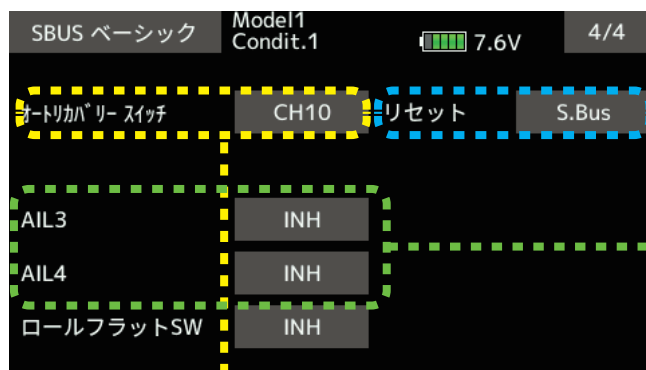 SBUS ベーシック Model1 Condit.1 7.6V 4/4
ｵｰﾄﾘｶﾊﾞﾘｰ ｽｲｯﾁ CH10 リセット S.Bus
AIL3 INH
AIL4 INH
ロールフラットSW INH